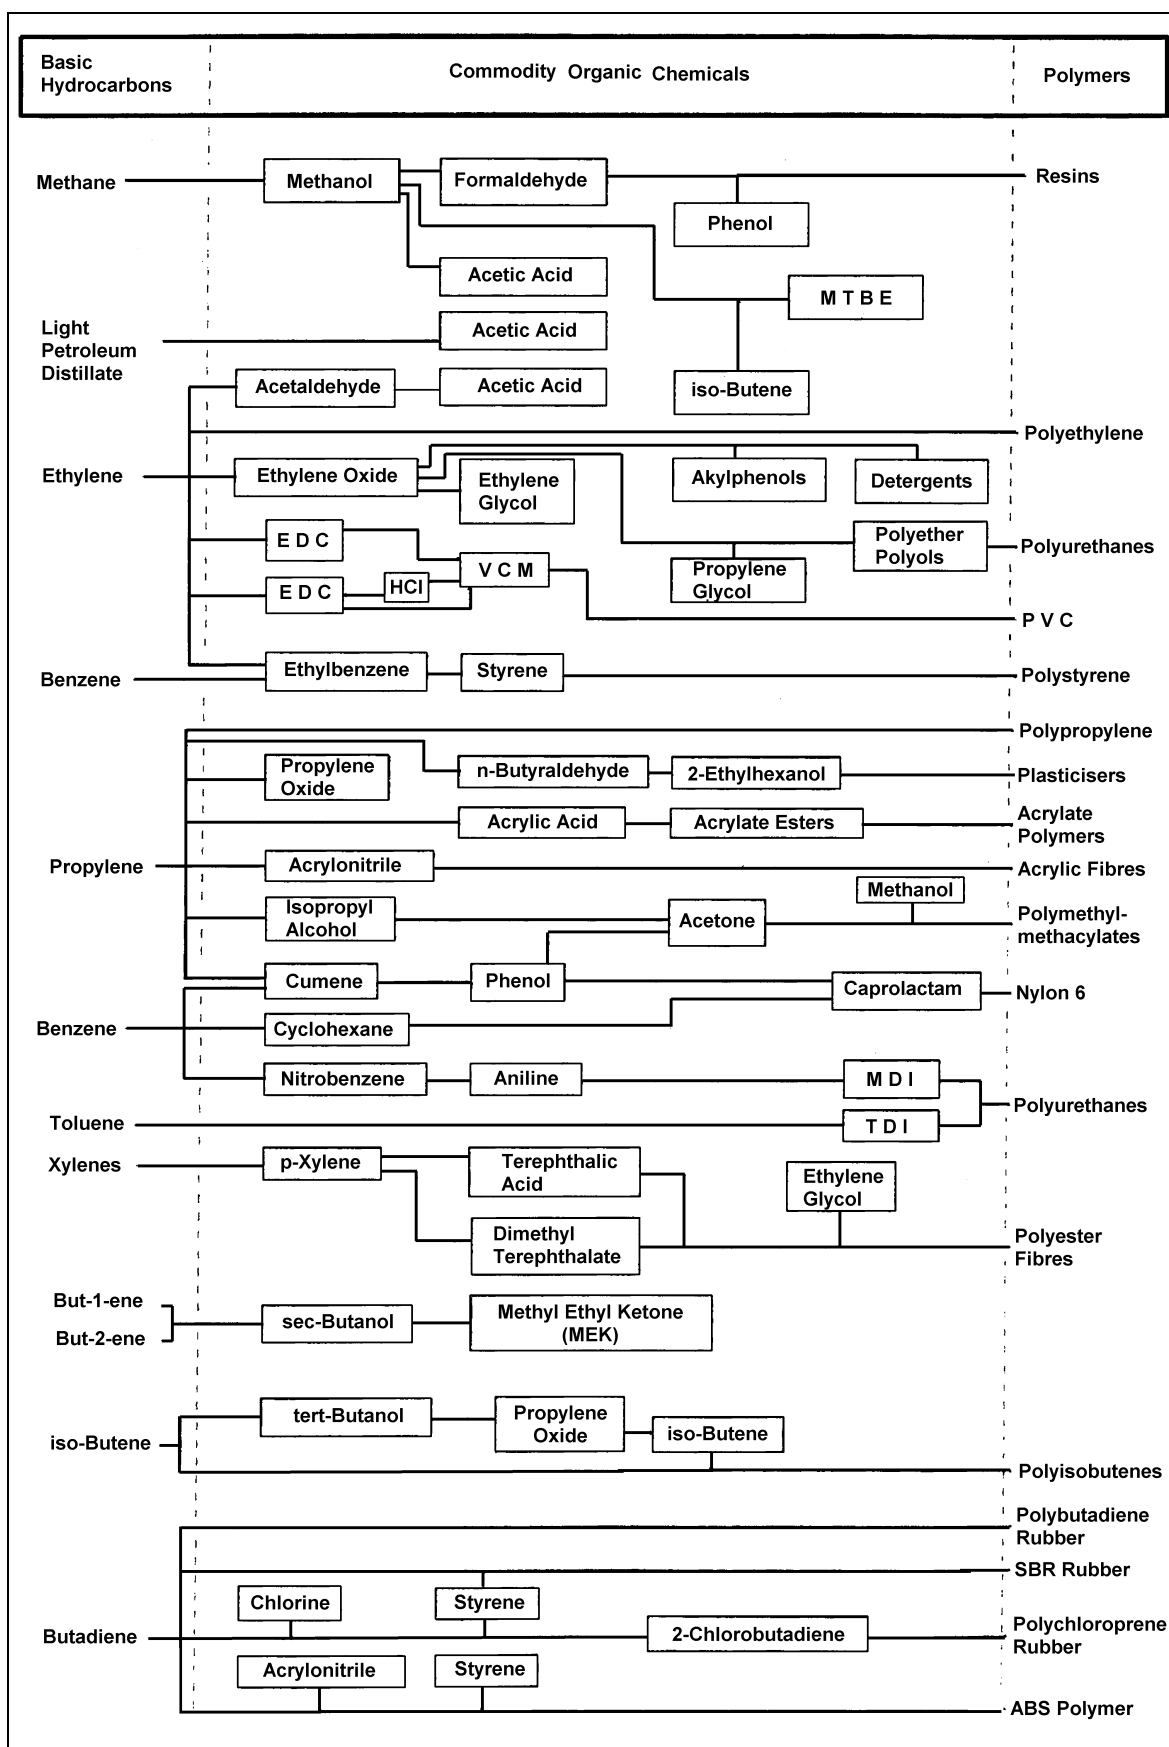 Basic
Hydrocarbons
Commodity Organic Chemicals
Polymers
Methane
Methanol
Formaldehyde
Resins
Phenol
Acetic Acid
M T B E
Light
Petroleum
Distillate
Acetic Acid
iso-Butene
Acetaldehyde
Acetic Acid
Polyethylene
Ethylene
Ethylene Oxide
Ethylene
Glycol
Akylphenols
Detergents
E D C
Polyether
Polyols
Polyurethanes
V C M
Propylene
Glycol
E D C
HCl
P V C
Benzene
Ethylbenzene
Styrene
Polystyrene
Polypropylene
Propylene
Oxide
n-Butyraldehyde
2-Ethylhexanol
Plasticisers
Acrylic Acid
Acrylate Esters
Acrylate
Polymers
Propylene
Acrylonitrile
Acrylic Fibres
Methanol
Isopropyl
Alcohol
Acetone
Polymethyl-
methacylates
Cumene
Phenol
Caprolactam
Nylon 6
Benzene
Cyclohexane
Nitrobenzene
Aniline
M D I
Polyurethanes
Toluene
T D I
Xylenes
p-Xylene
Terephthalic
Acid
Ethylene
Glycol
Dimethyl
Terephthalate
Polyester
Fibres
But-1-ene
But-2-ene
sec-Butanol
Methyl Ethyl Ketone
(MEK)
iso-Butene
tert-Butanol
Propylene
Oxide
iso-Butene
Polyisobutenes
Polybutadiene
Rubber
SBR Rubber
Chlorine
Styrene
Butadiene
2-Chlorobutadiene
Polychloroprene
Rubber
Acrylonitrile
Styrene
ABS Polymer